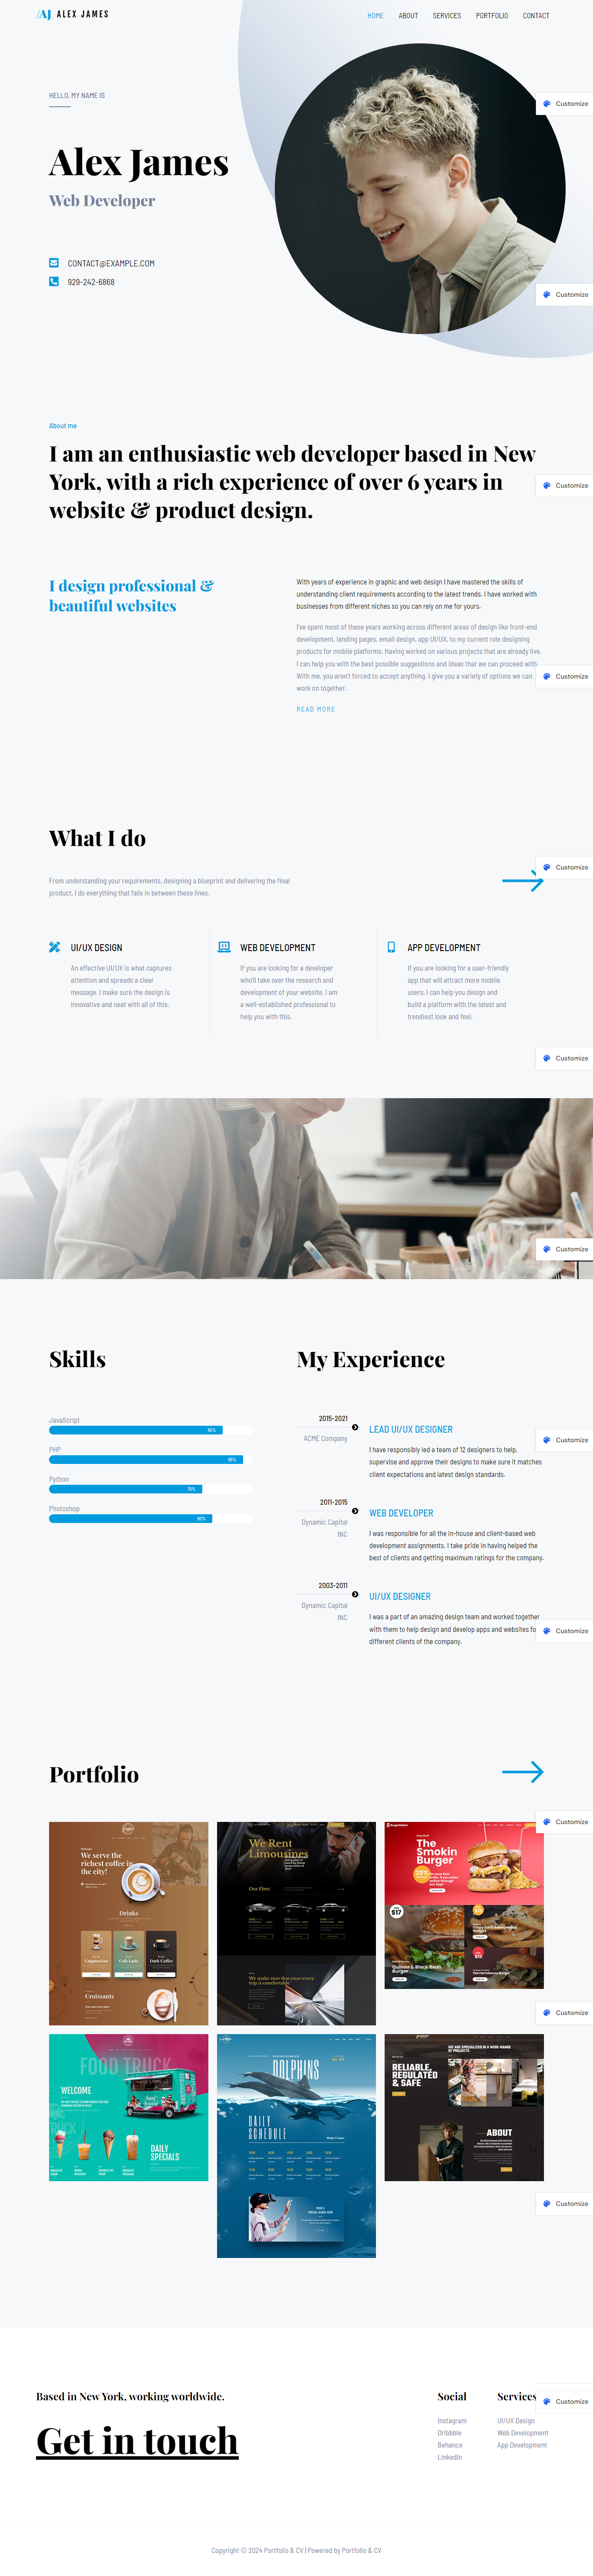 /AJ ALEX JAMES
HOME ABOUT SERVICES PORTFOLIO CONTACT
Customize
HELLO, MY NAME IS
Alex James
Web Developer
CONTACT@EXAMPLE.COM
929-242-6868
Customize
About me
I am an enthusiastic web developer based in New
York, with a rich experience of over 6 years in
website & product design.
Customize
I design professional &
beautiful websites
With years of experience in graphic and web design I have mastered the skills of
understanding client requirements according to the latest trends. I have worked with
businesses from different niches so you can rely on me for yours.
I've spent most of these years working across different areas of design like front-end
development, landing pages, email design, app UI/UX, to my current role designing
products for mobile platforms. Having worked on various projects that are already live,
I can help you with the best possible suggestions and ideas that we can proceed with.
With me, you aren't forced to accept anything. I give you a variety of options we can
work on together.
Customize
READ MORE
What I do
From understanding your requirements, designing a blueprint and delivering the final
product, I do everything that falls in between these lines.
Customize
UI/UX DESIGN
An effective UI/UX is what captures
attention and spreads a clear
message. I make sure the design is
innovative and neat with all of this.
WEB DEVELOPMENT
If you are looking for a developer
who'll take over the research and
development of your website, I am
a well-established professional to
help you with this.
APP DEVELOPMENT
If you are looking for a user-friendly
app that will attract more mobile
users, I can help you design and
build a platform with the latest and
trendiest look and feel.
Customize
Customize
Skills
JavaScript
85%
PHP
95%
Python
75%
Photoshop
80%
My Experience
2015-2021
ACME Company
LEAD UI/UX DESIGNER
I have responsibly led a team of 12 designers to help,
supervise and approve their designs to make sure it matches
client expectations and latest design standards.
Customize
2011-2015
Dynamic Capital
INC
WEB DEVELOPER
I was responsible for all the in-house and client-based web
development assignments. I take pride in having helped the
best of clients and getting maximum ratings for the company.
2003-2011
Dynamic Capital
INC
UI/UX DESIGNER
I was a part of an amazing design team and worked together
with them to help design and develop apps and websites fo
different clients of the company.
Customize
Portfolio
Customize
We serve the
richest coffee in
the city!
Drinks
Cappuccino
Cafe Latte
Dark Coffee
Croissants
We Rent
Limousines
Our Fleet
We make sure that your every
trip is comfortable
The
Smokin
Burger
20%
$17
Quinoa & Black Bean
Burger
Customize
FOOD TRUCK
WELCOME
DAILY
SPECIALS
DOLPHINS
DAILY
SCHEDULE
WE ARE SPECIALIZED IN A WIDE-RANGE
OF PROJECTS.
RELIABLE,
REGULATED
& SAFE
ABOUT
Customize
Based in New York, working worldwide.
Get in touch
Social
Instagram
Dribbble
Behance
LinkedIn
Services
UI/UX Design
Web Development
App Development
Customize
Copyright © 2024 Portfolio & CV | Powered by Portfolio & CV